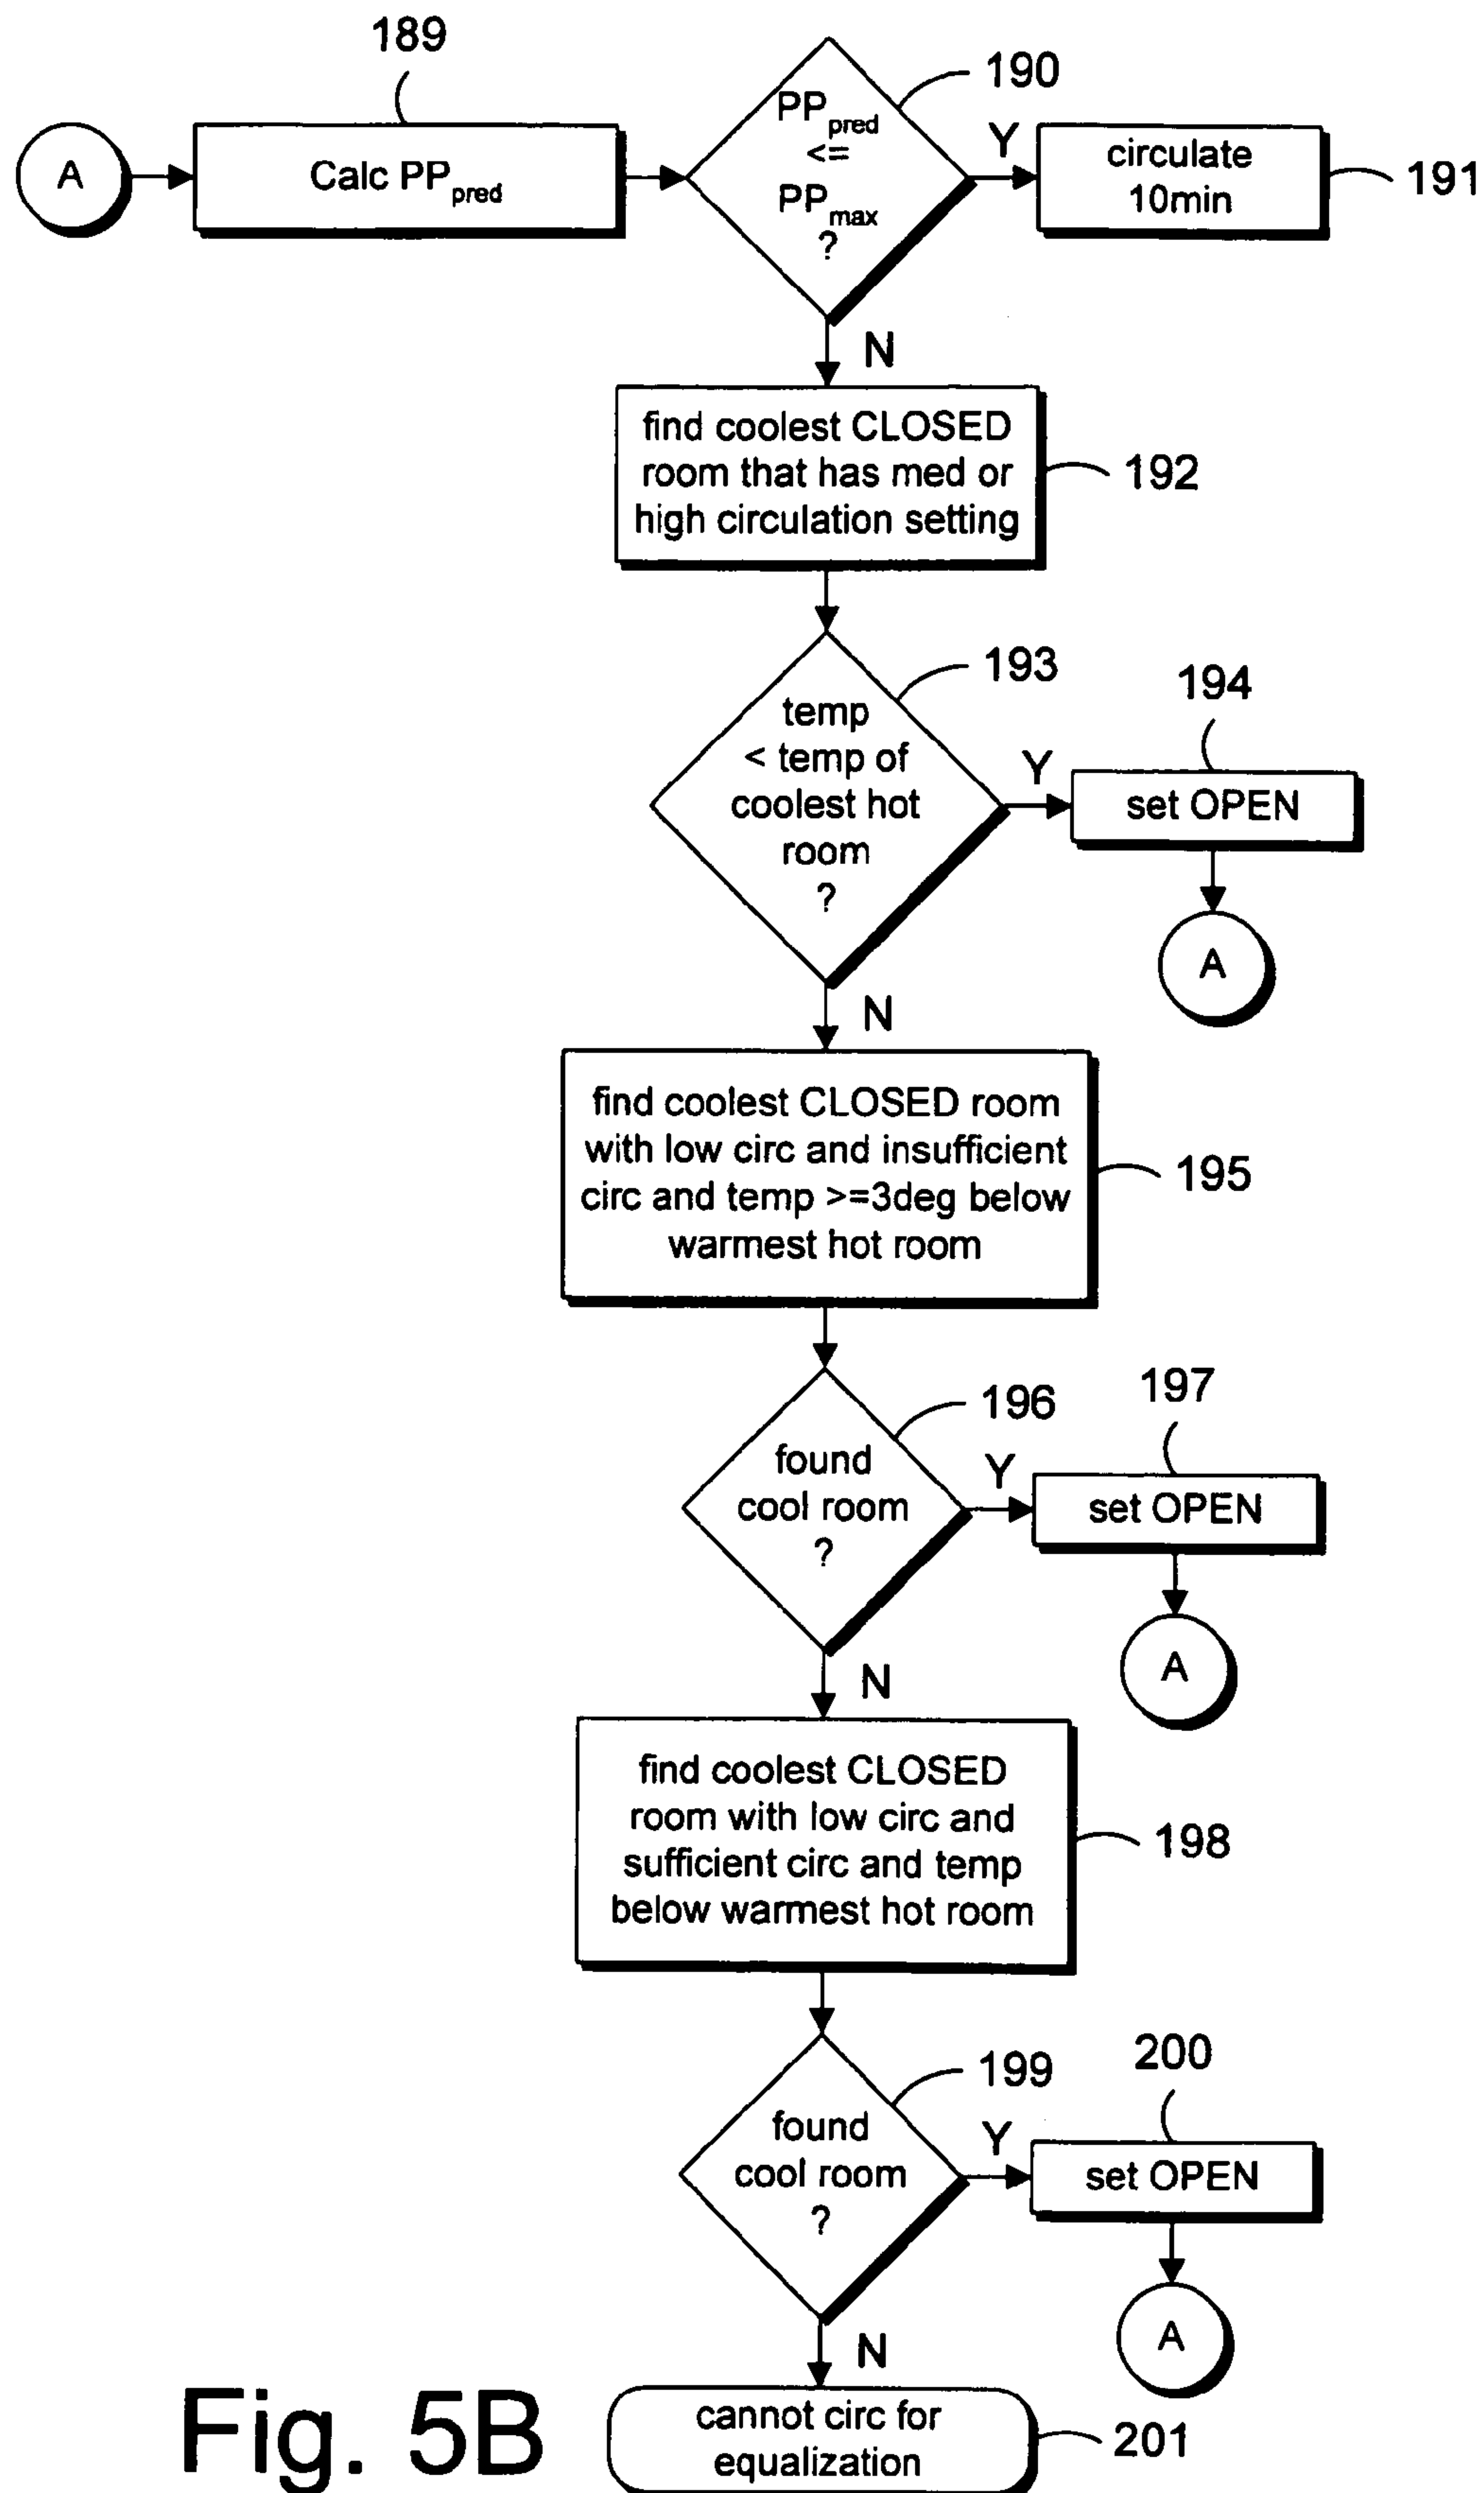 189
A
Calc PPpred
190
PPpred
<=
PPmax
?
Y
circulate
10min
191
N
find coolest CLOSED
room that has med or
high circulation setting
192
193
temp
< temp of
coolest hot
room
?
Y
194
set OPEN
A
N
find coolest CLOSED room
with low circ and insufficient
circ and temp >=3deg below
warmest hot room
195
196
found
cool room
?
Y
197
set OPEN
A
N
find coolest CLOSED
room with low circ and
sufficient circ and temp
below warmest hot room
198
199
found
cool room
?
Y
200
set OPEN
A
N
cannot circ for
equalization
201
Fig. 5B